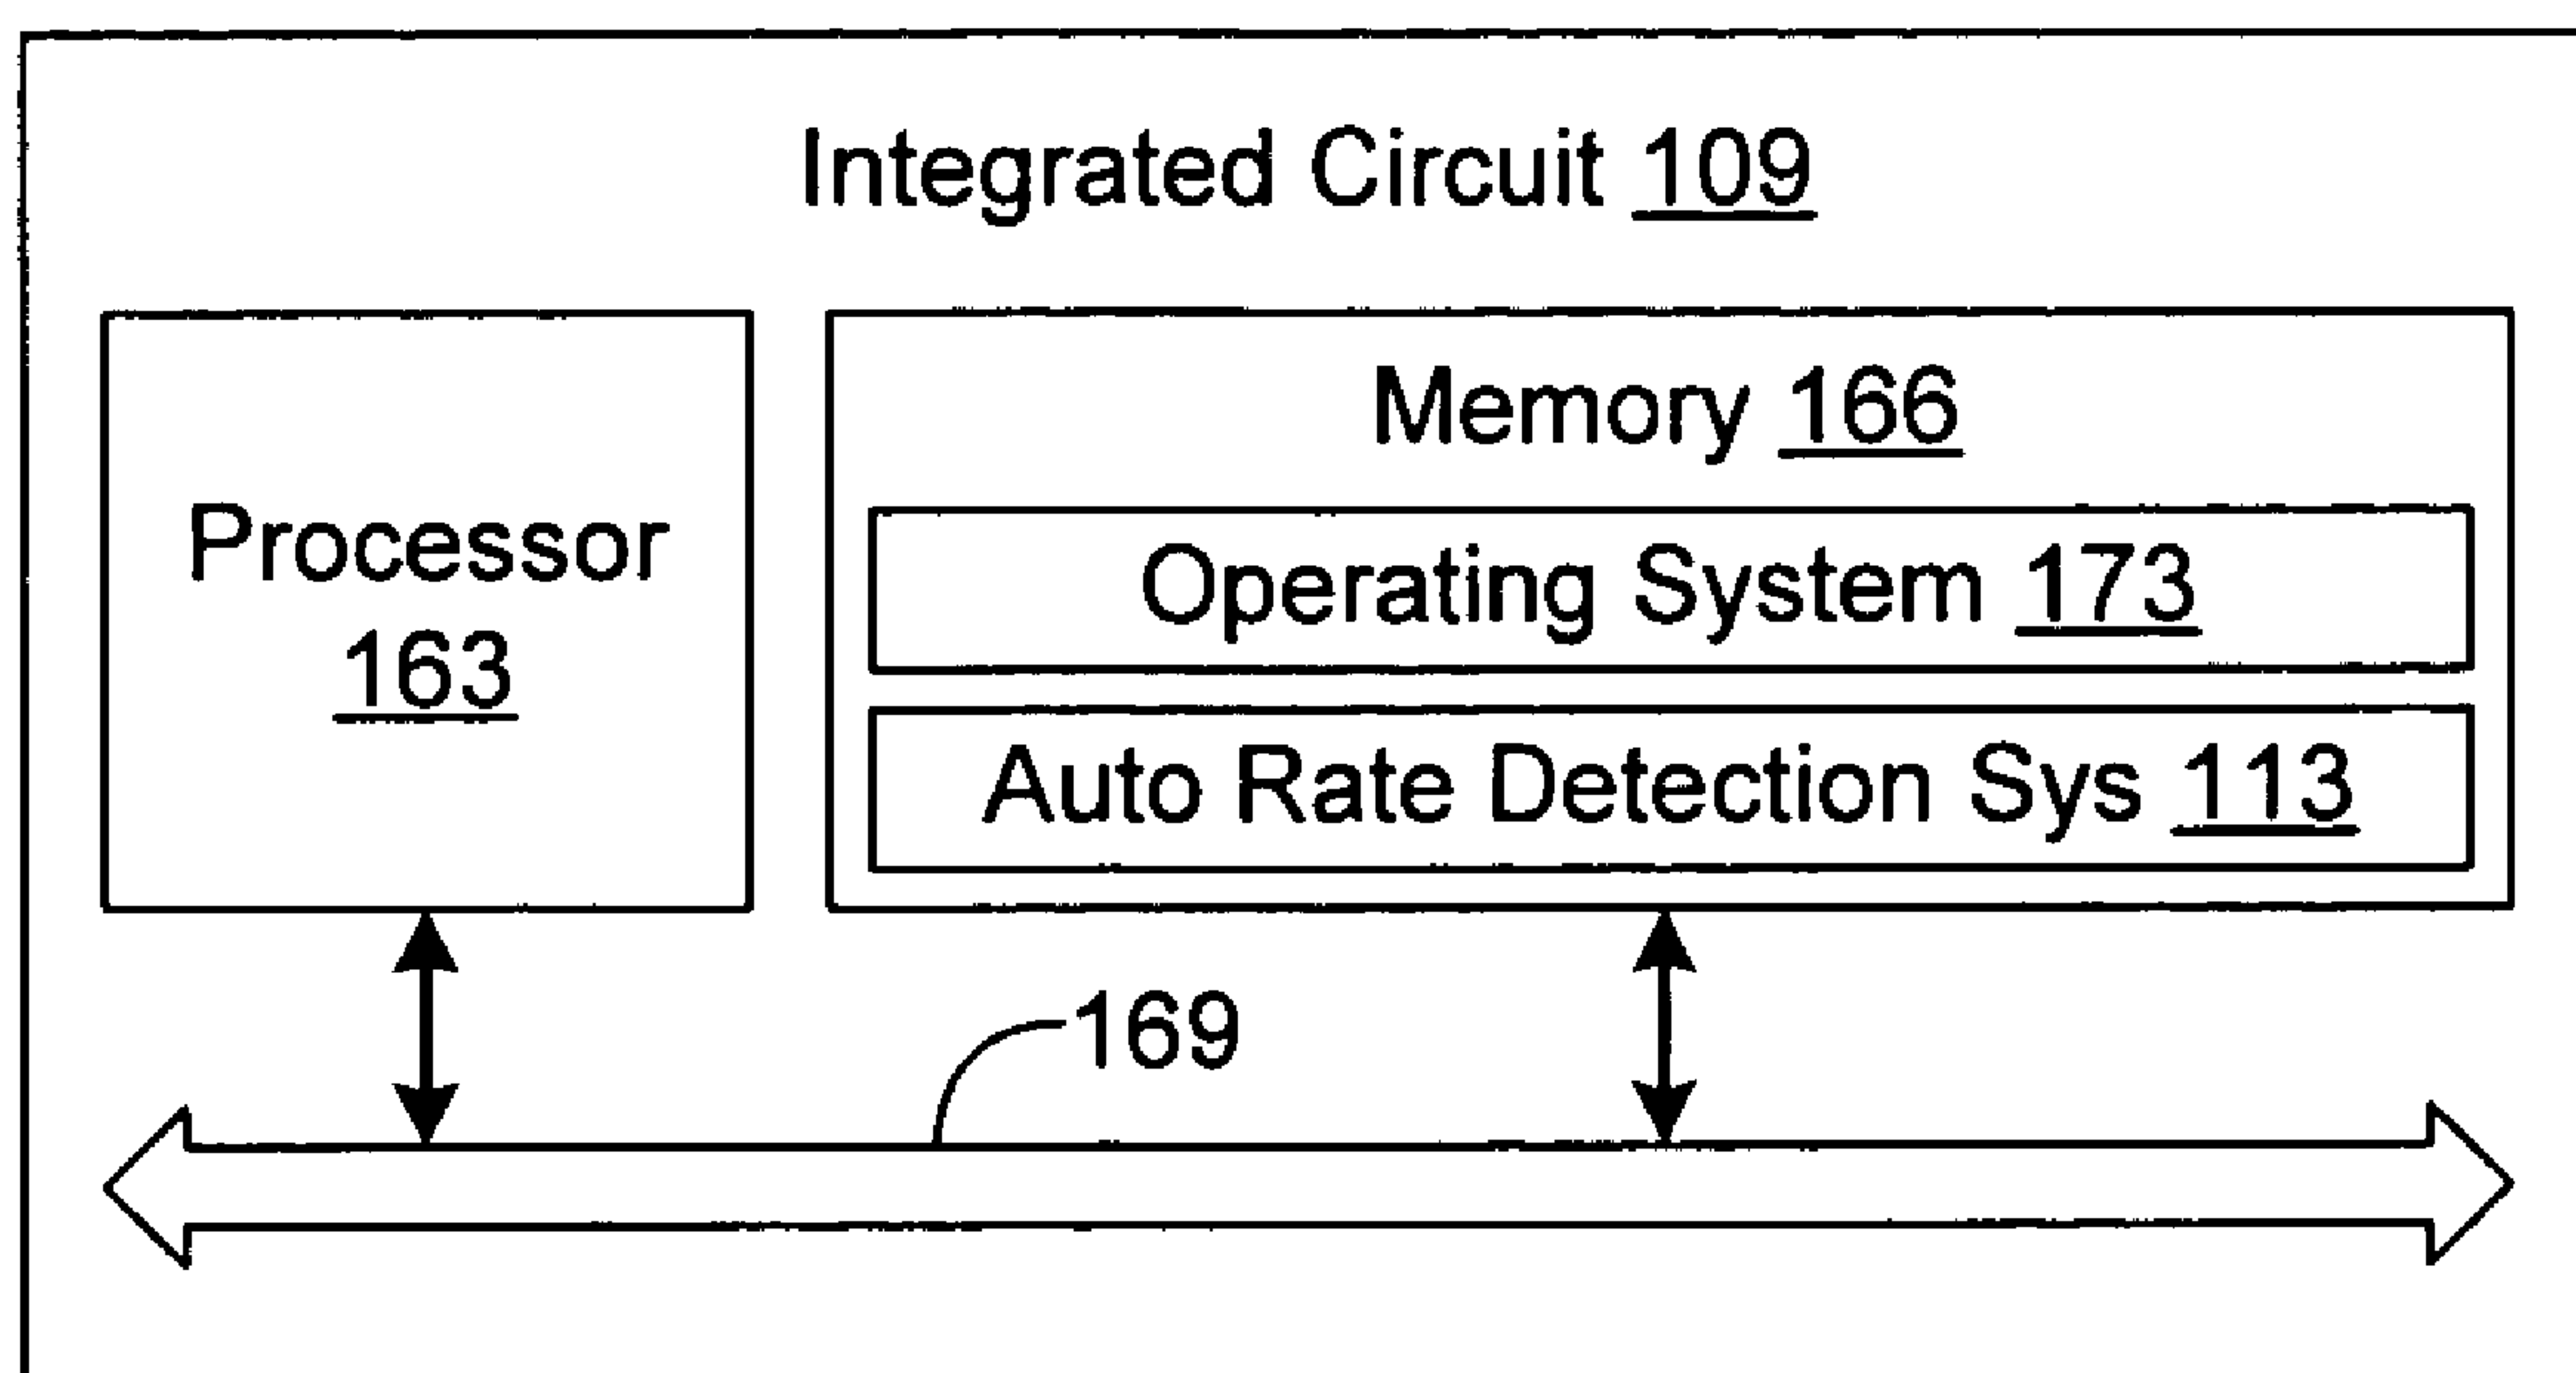 Integrated Circuit 109
Processor
163
Memory 166
Operating System 173
Auto Rate Detection Sys 113
169